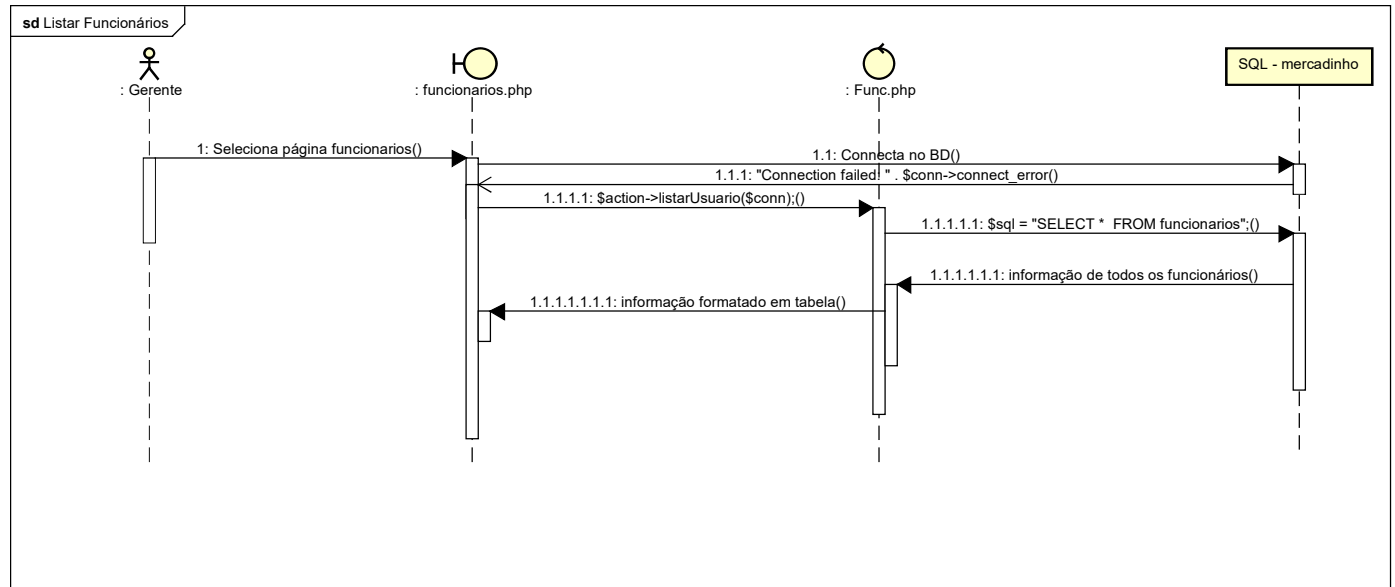 sd Listar Funcionários
: Gerente
: funcionarios.php
: Func.php
SQL - mercadinho
1: Seleciona página funcionarios()
1.1: Connecta no BD()
1.1.1: "Connection failed: " . $conn->connect_error()
1.1.1.1: $action->listarUsuario($conn);()
1.1.1.1.1: $sql = "SELECT *  FROM funcionarios";()
1.1.1.1.1.1: informação de todos os funcionários()
1.1.1.1.1.1.1: informação formatado em tabela()